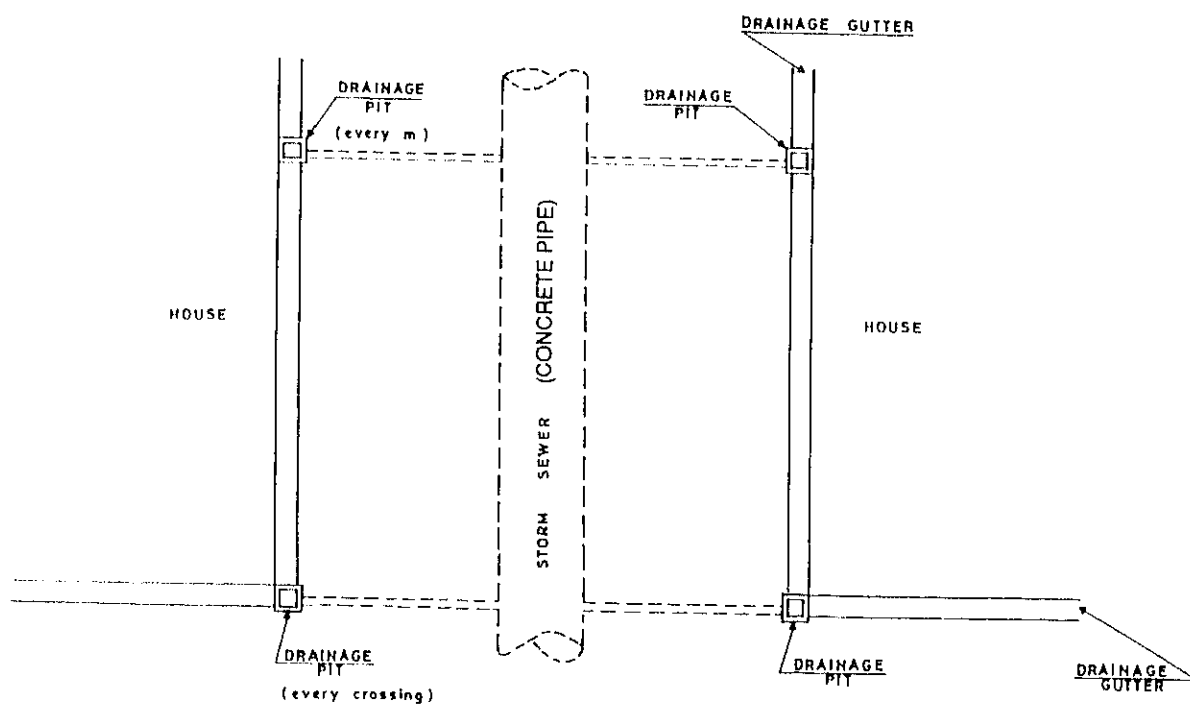 DRAINAGE GUTTER
DRAINAGE
PIT
(every m)
DRAINAGE
PIT
HOUSE
STORM SEWER (CONCRETE PIPE)
HOUSE
DRAINAGE
PIT
(every crossing)
DRAINAGE
PIT
DRAINAGE
GUTTER